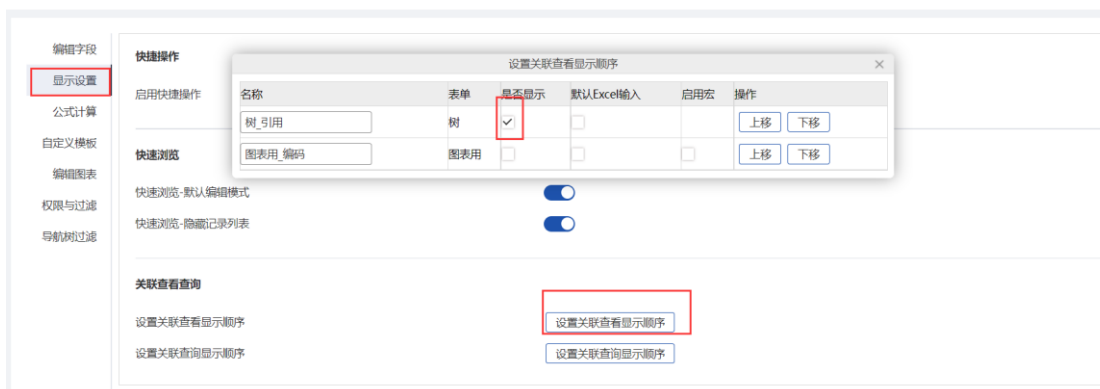 编辑字段
显示设置
公式计算
自定义模板
编辑图表
权限与过滤
导航树过滤
快捷操作
启用快捷操作
设置关联查看显示顺序
名称 表单 是否显示 默认Excel输入 启用宏 操作
树_引用 树 上移 下移
图表用_编码 图表用 上移 下移
快速浏览
快速浏览-默认编辑模式
快速浏览-隐藏记录列表
关联查看查询
设置关联查看显示顺序 设置关联查看显示顺序
设置关联查询显示顺序 设置关联查询显示顺序